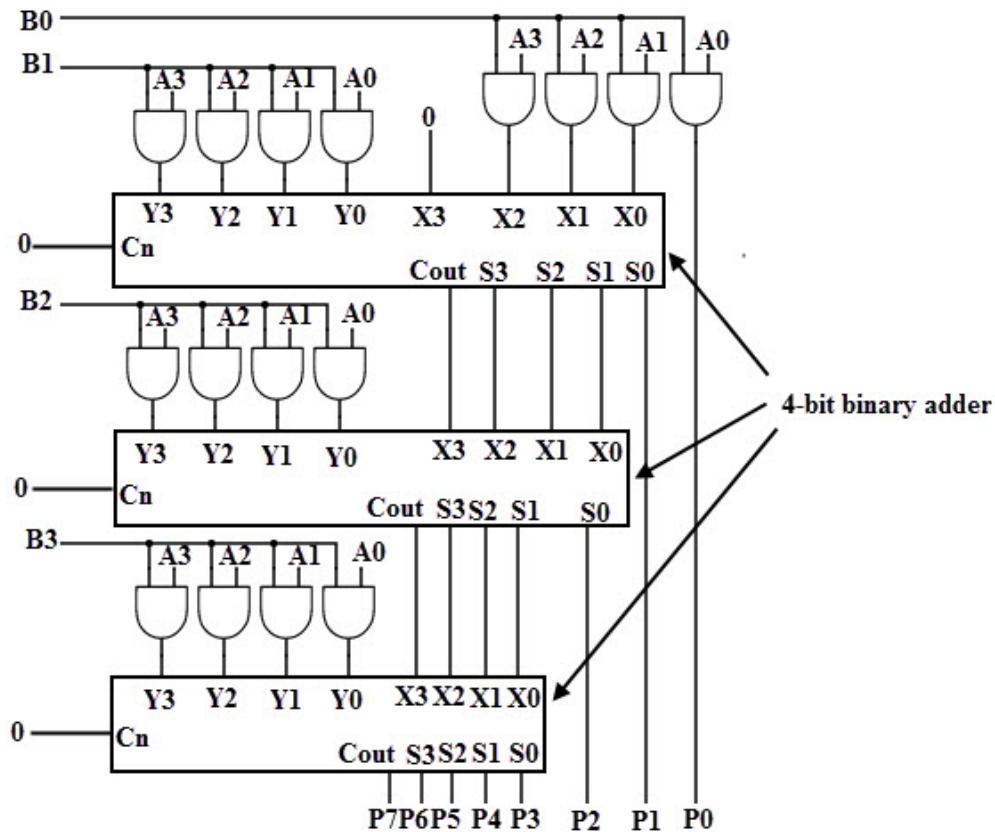 B0
A3 A2 A1 A0
B1
A3 A2 A1 A0
0
Y3 Y2 Y1 Y0 X3 X2 X1 X0
0 Cn
Cout S3 S2 S1 S0
B2
A3 A2 A1 A0
4-bit binary adder
Y3 Y2 Y1 Y0 X3 X2 X1 X0
0 Cn
Cout S3 S2 S1 S0
B3
A3 A2 A1 A0
Y3 Y2 Y1 Y0 X3 X2 X1 X0
0 Cn
Cout S3 S2 S1 S0
P7 P6 P5 P4 P3 P2 P1 P0